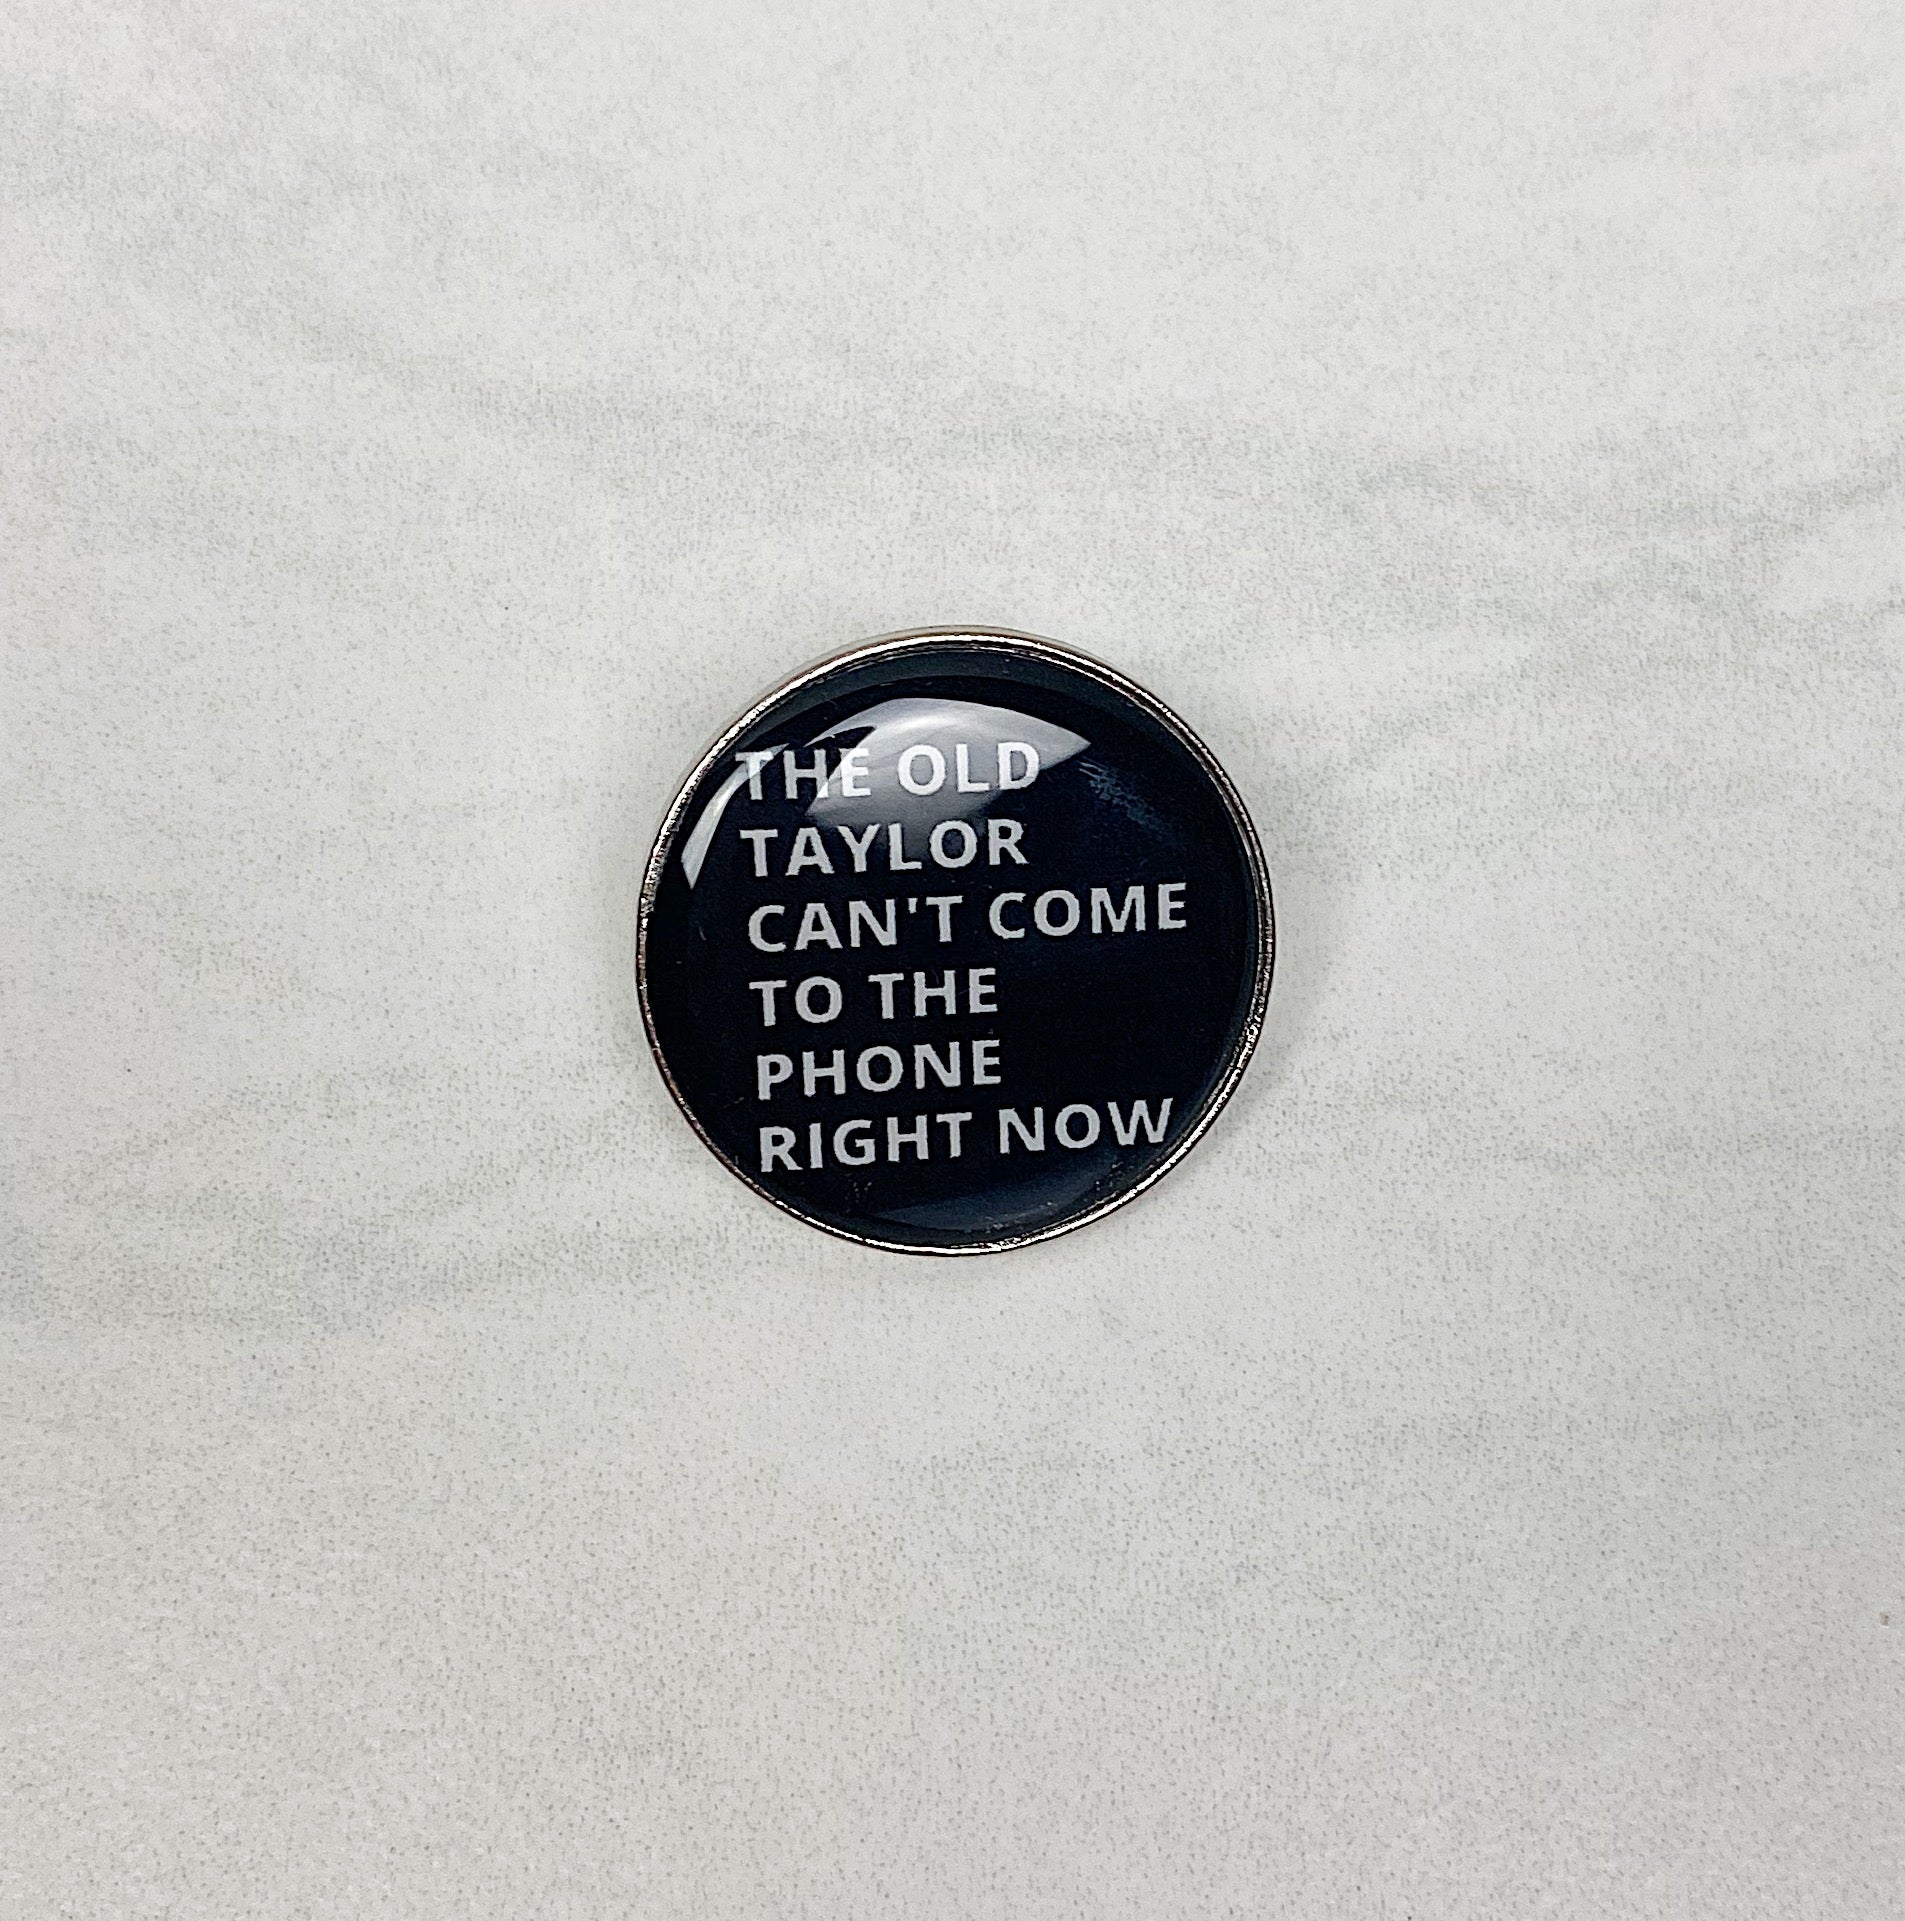 THE OLD
TAYLOR
CAN'T COME
TO THE
PHONE
RIGHT NOW